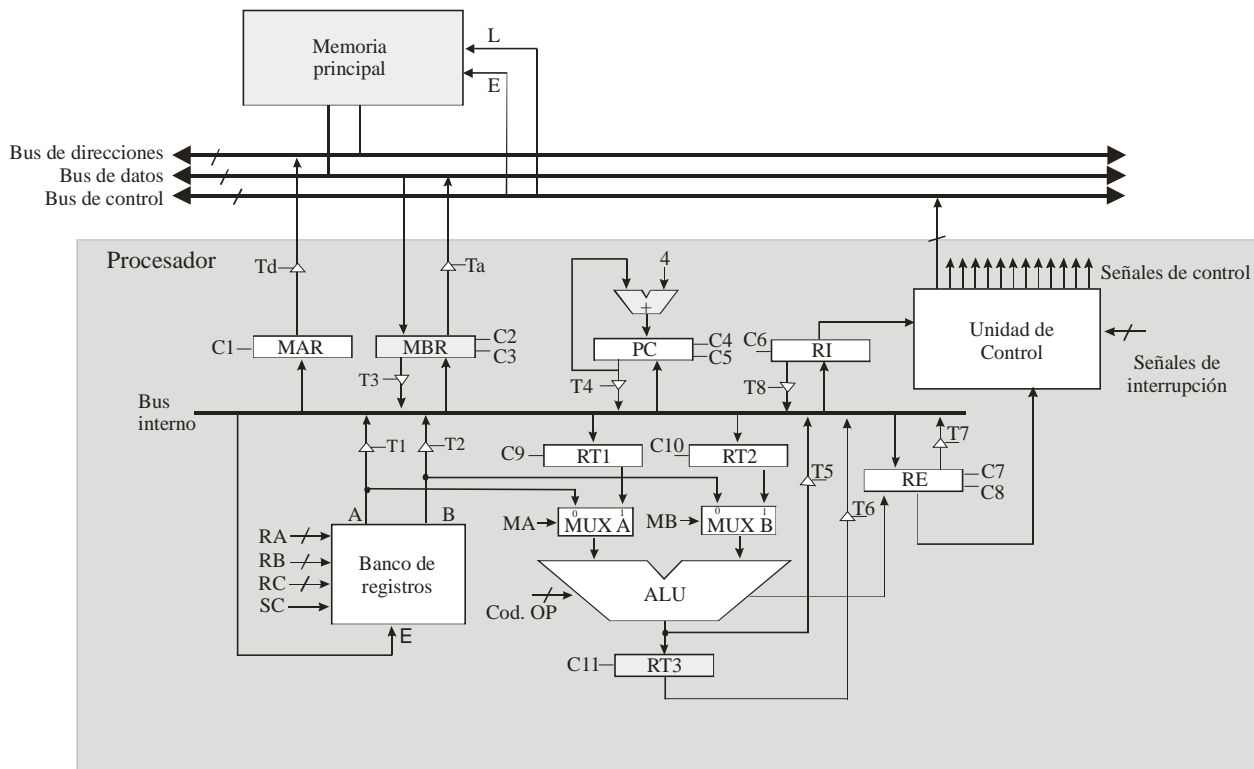 Memoria
principal
L
E
Bus de direcciones
Bus de datos
Bus de control
Procesador
Td
Ta
4
+
Señales de control
Unidad de
Control
Señales de
interrupción
C1
MAR
MBR
C2
C3
PC
C4
C5
C6
RI
T3
T4
T8
Bus
interno
T1
T2
C9
RT1
C10
RT2
T5
T7
RE
C7
C8
T6
A
B
MA
0
1
MUX A
MB
0
1
MUX B
RA
RB
RC
SC
Banco de
registros
E
Cod. OP
ALU
C11
RT3